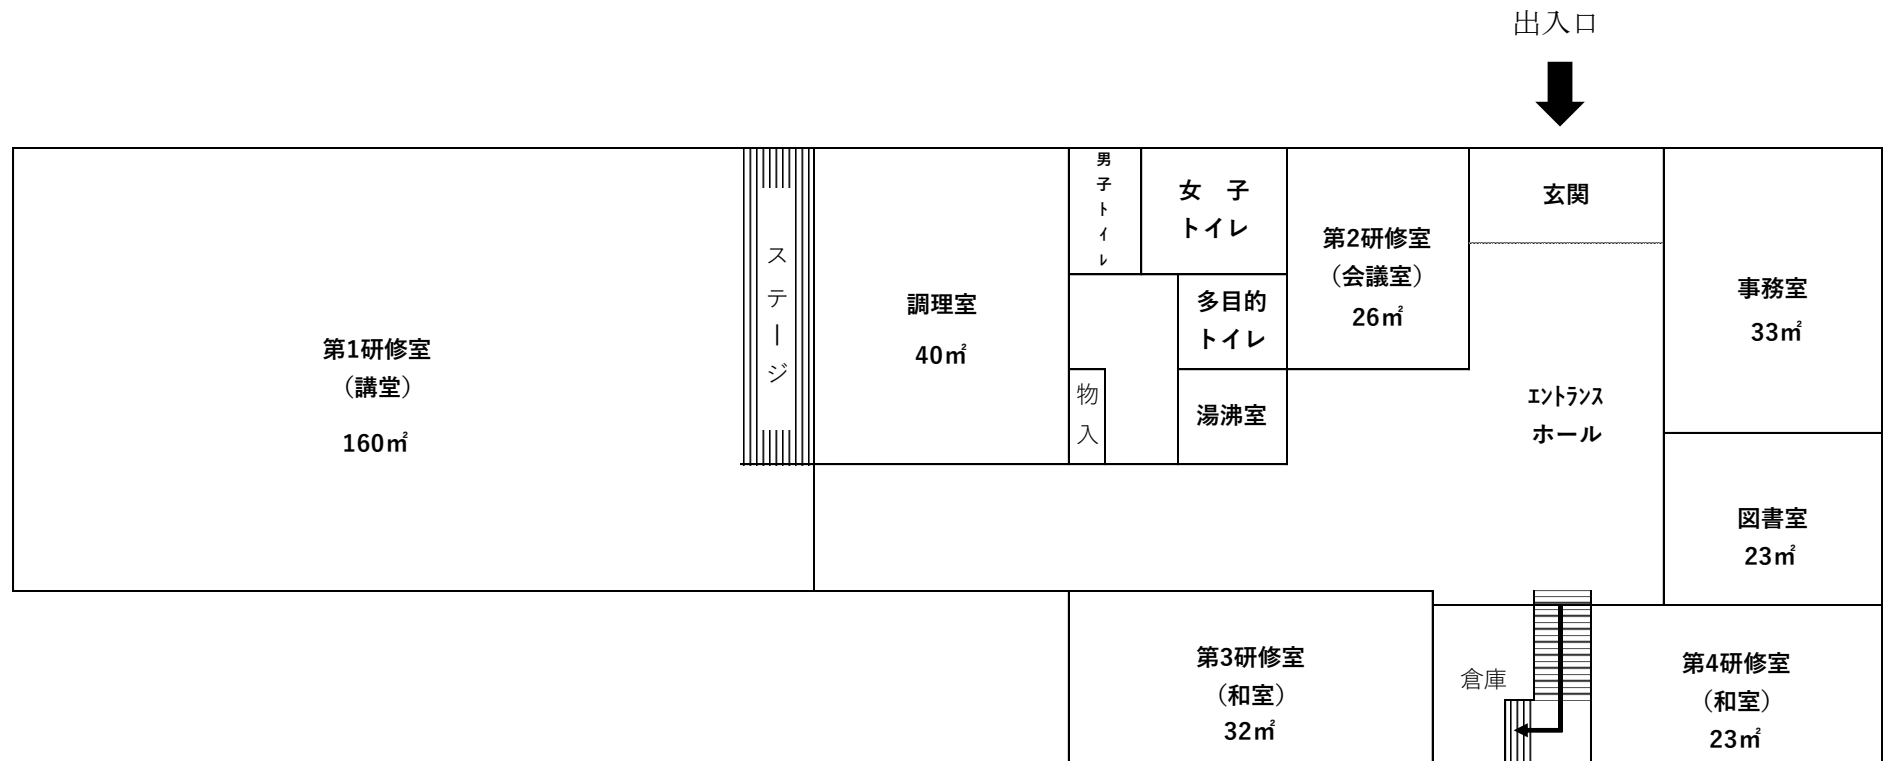 出入口
第1研修室
（講堂）
160㎡
ステージ
調理室
40㎡
男子トイレ
女　子
トイレ
多目的
トイレ
物入
湯沸室
第2研修室
（会議室）
26㎡
玄関
ｴﾝﾄﾗﾝｽ
ホール
事務室
33㎡
図書室
23㎡
第3研修室
（和室）
32㎡
倉庫
第4研修室
（和室）
23㎡